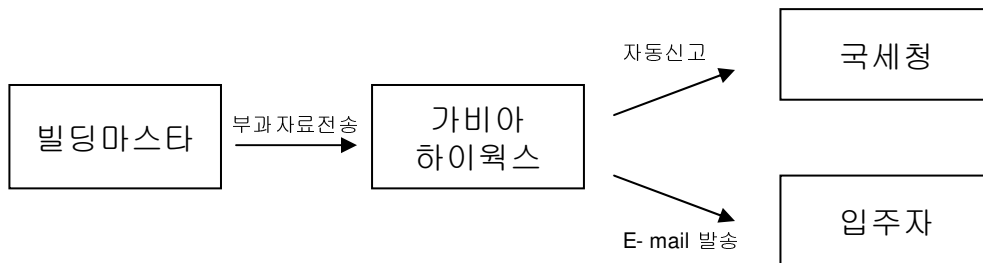 빌딩마스타
부과자료전송
가비아
하이웍스
자동신고
국세청
E- mail 발송
입주자